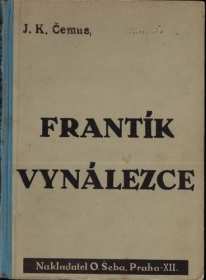 J. K. Čemus,
FRANTÍK
VYNÁLEZCE
Nakladatel O. Šeba, Praha-XII.